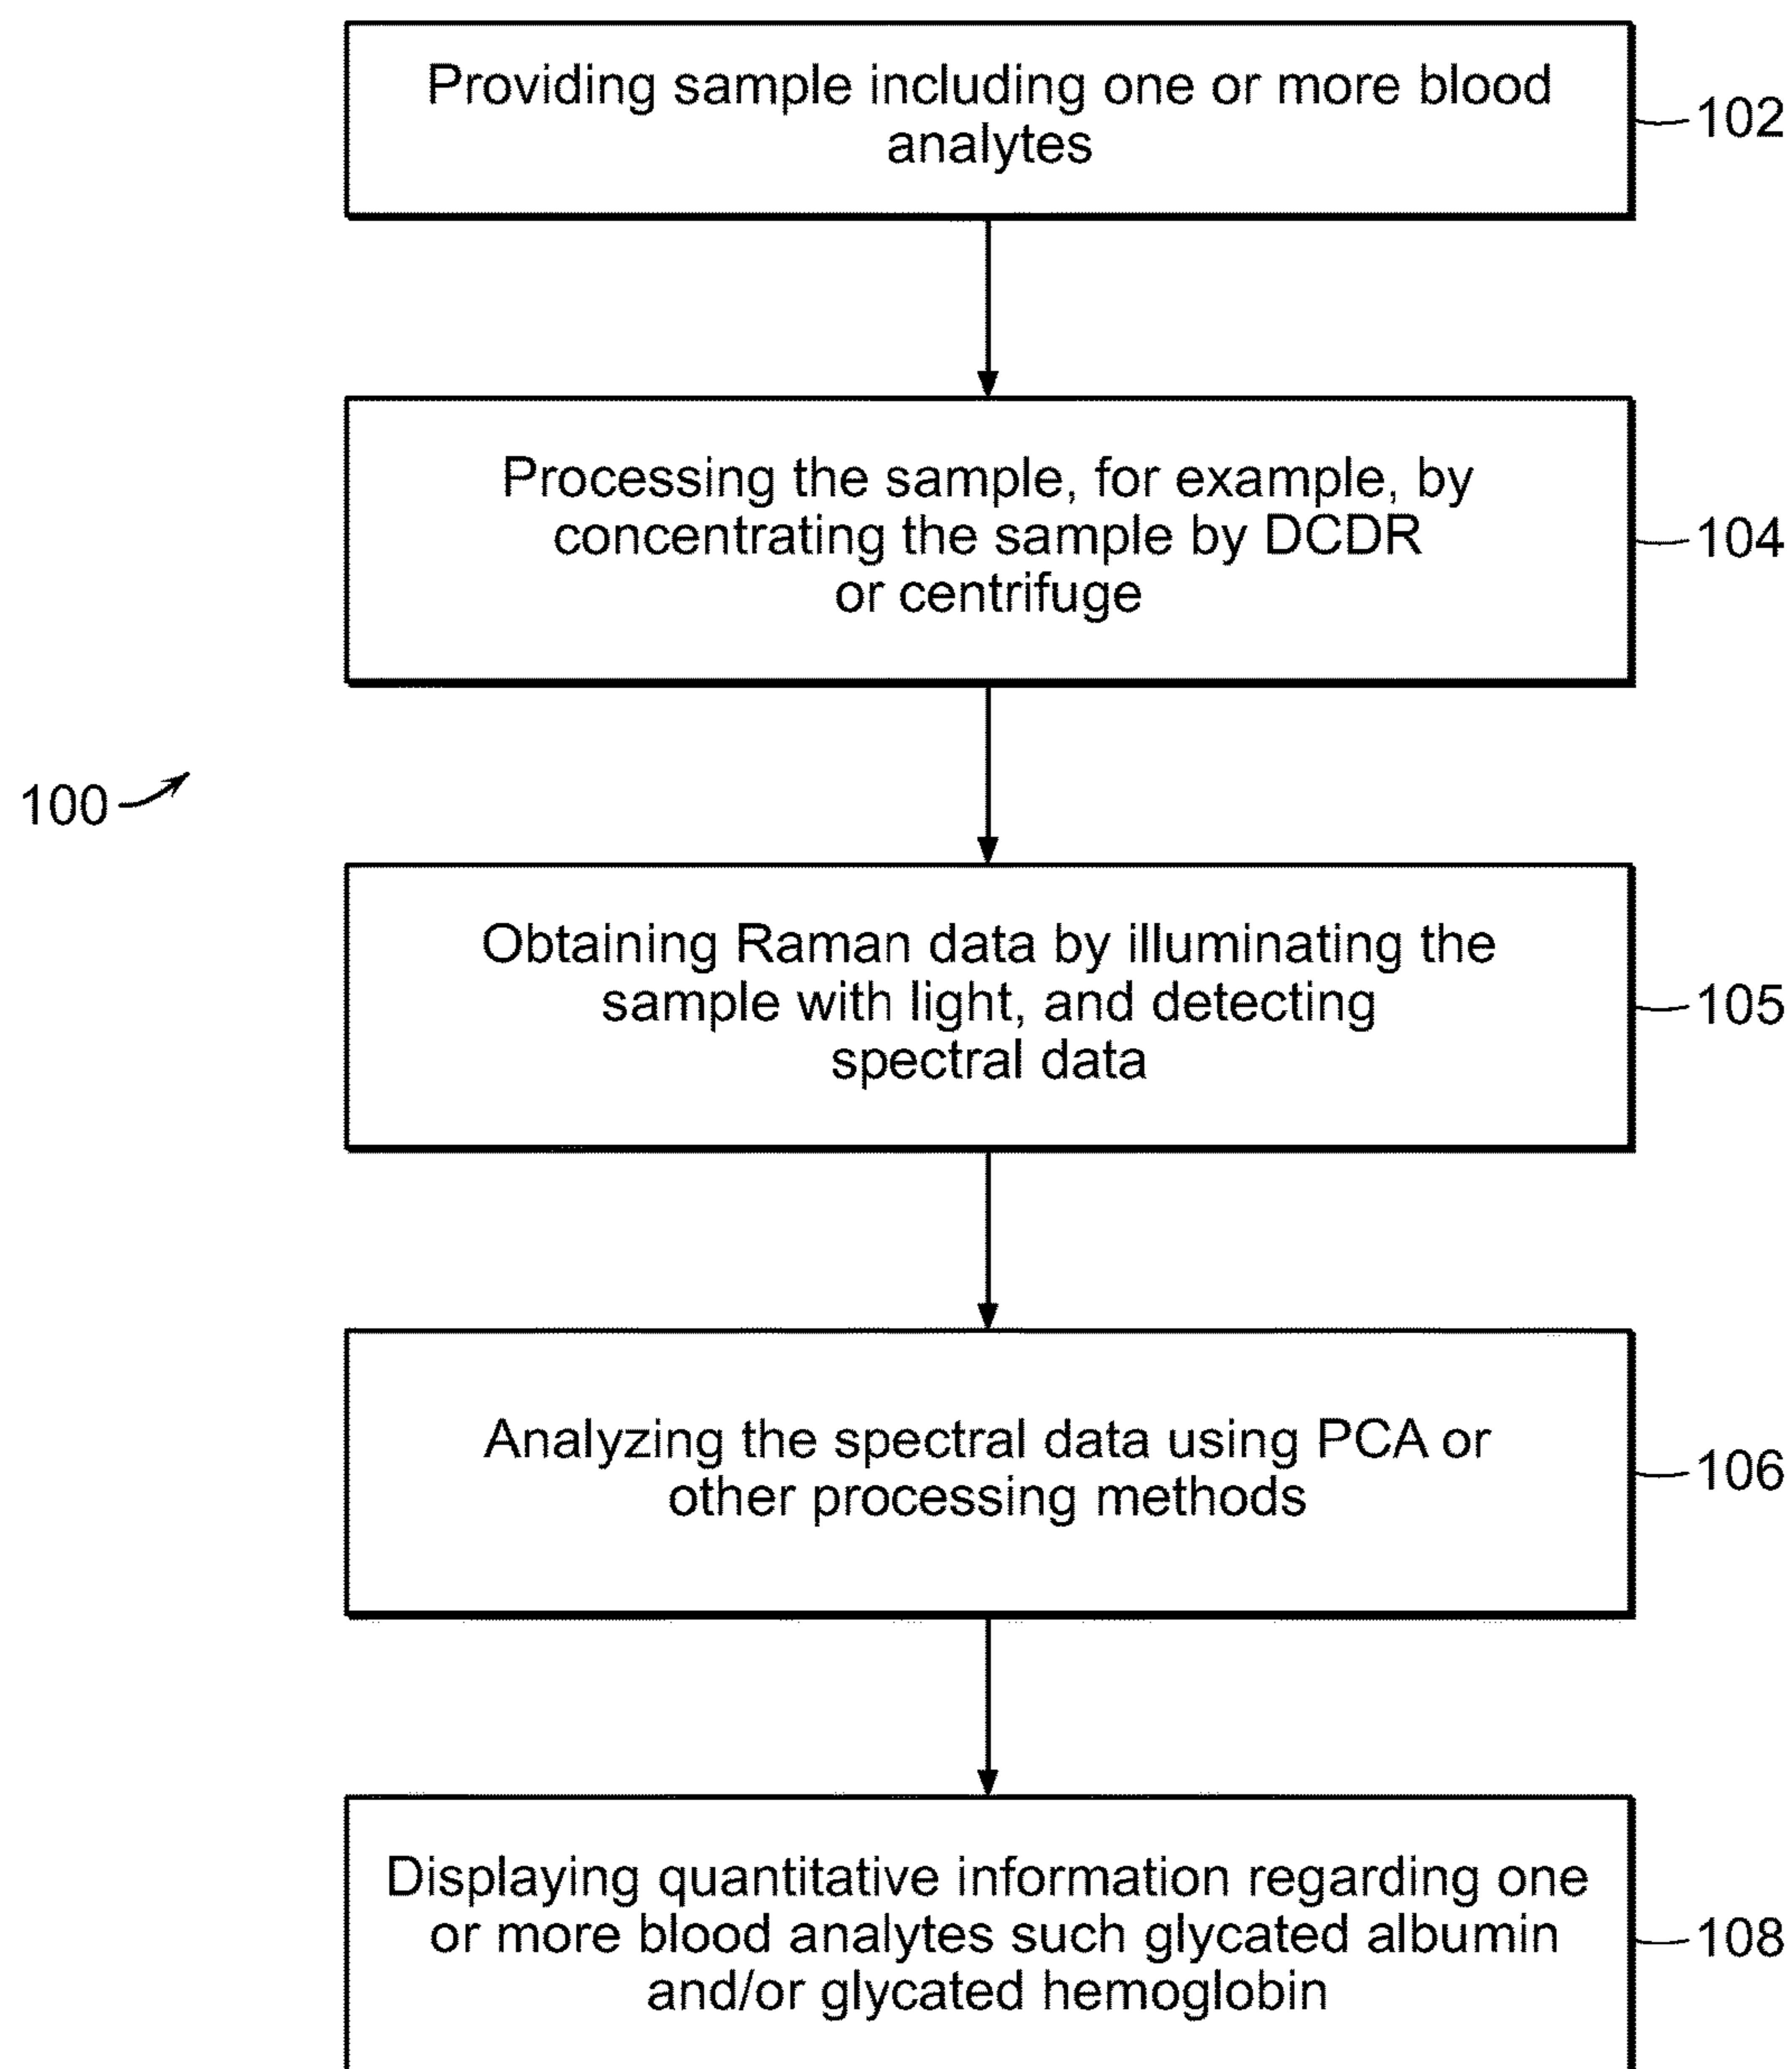 Providing sample including one or more blood
analytes
102
Processing the sample, for example, by
concentrating the sample by DCDR
or centrifuge
104
100
Obtaining Raman data by illuminating the
sample with light, and detecting
spectral data
105
Analyzing the spectral data using PCA or
other processing methods
106
Displaying quantitative information regarding one
or more blood analytes such glycated albumin
and/or glycated hemoglobin
108